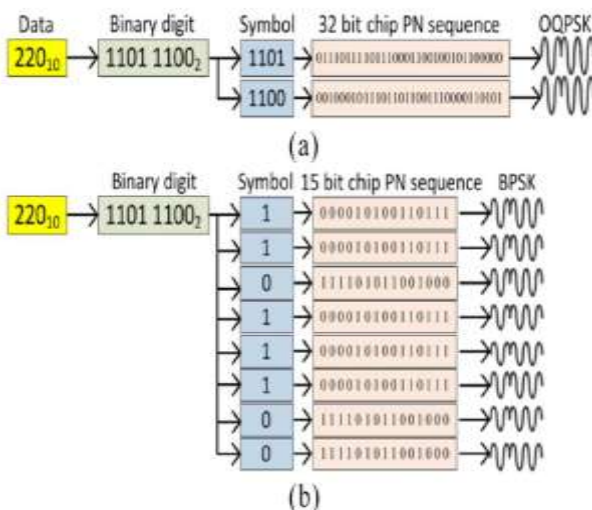 Data Binary digit Symbol 32 bit chip PN sequence OQPSK
220₁₀ 1101 1100₂ 1101
1100
(a)
Binary digit Symbol 15 bit chip PN sequence BPSK
220₁₀ 1101 1100₂ 1 000010100110111
1 000010100110111
0 111101011001000
1 000010100110111
1 000010100110111
1 000010100110111
0 111101011001000
0 111101011001000
(b)